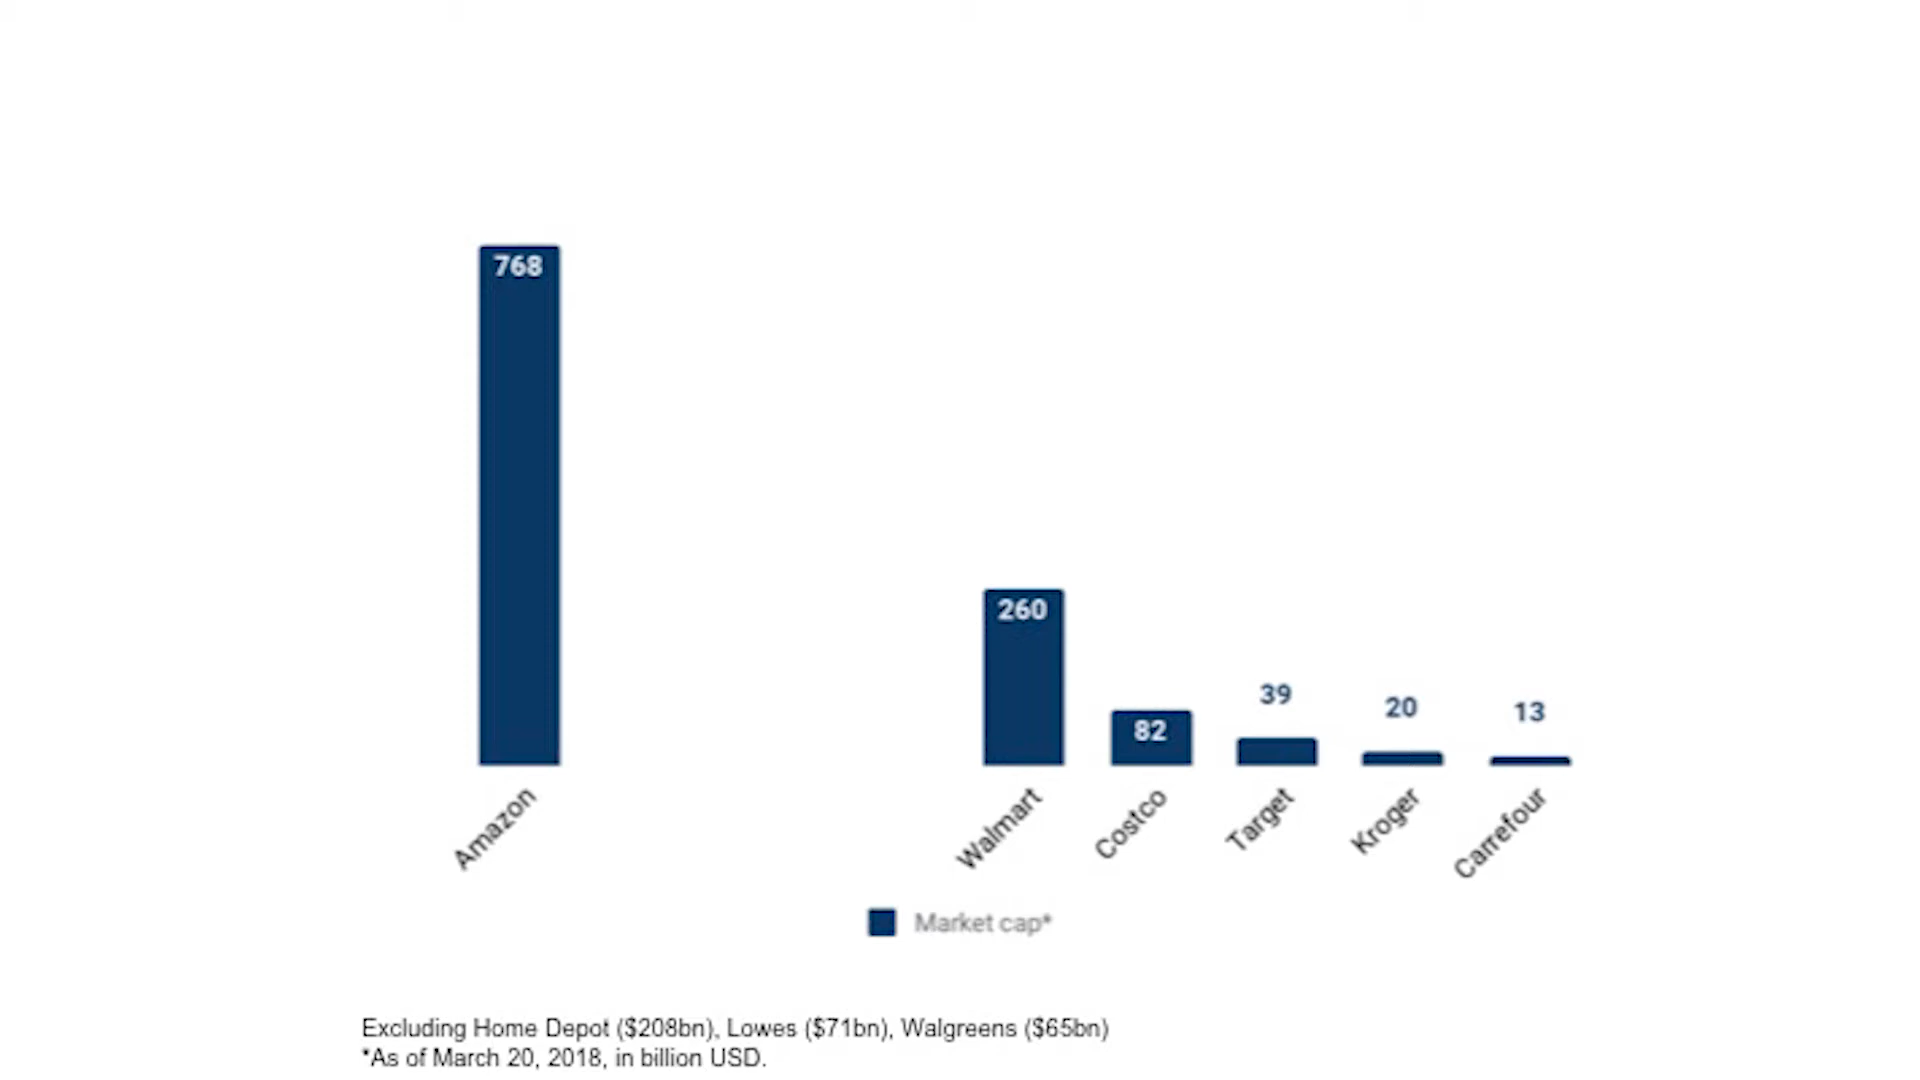 768
260
82
39
20
13
Amazon
Walmart
Costco
Target
Kroger
Carrefour
Market cap*
Excluding Home Depot ($208bn), Lowes ($71bn), Walgreens ($65bn)
*As of March 20, 2018, in billion USD.